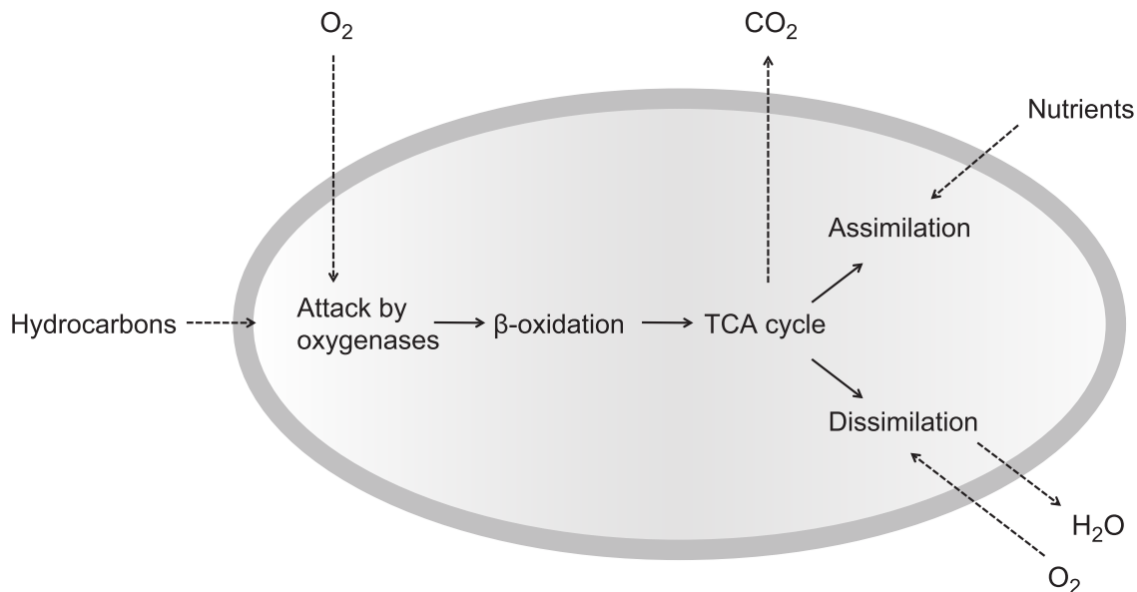 O₂
CO₂
Nutrients
Assimilation
Hydrocarbons
Attack by
oxygenases
β-oxidation
TCA cycle
Dissimilation
H₂O
O₂